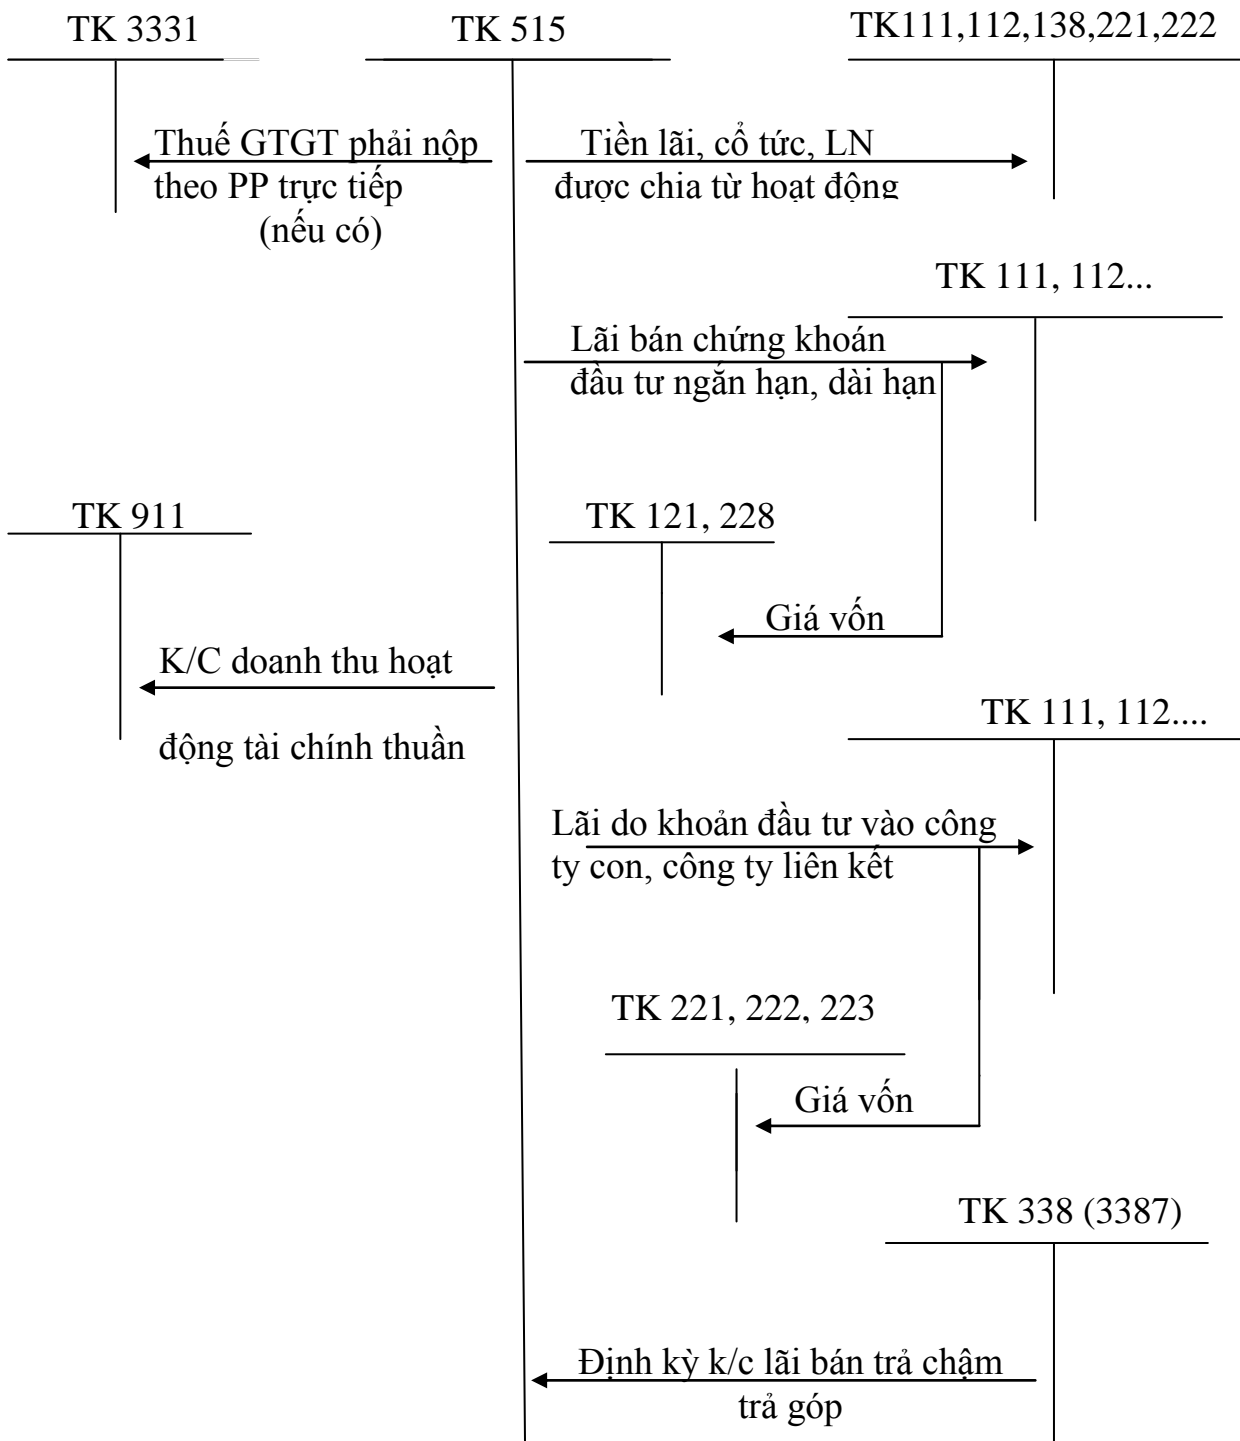 TK 3331
TK 515
TK111,112,138,221,222
Thuế GTGT phải nộp
theo PP trực tiếp
(nếu có)
Tiền lãi, cổ tức, LN
được chia từ hoạt động
TK 111, 112...
Lãi bán chứng khoán
đầu tư ngắn hạn, dài hạn
TK 911
TK 121, 228
Giá vốn
K/C doanh thu hoạt
động tài chính thuần
TK 111, 112....
Lãi do khoản đầu tư vào công
ty con, công ty liên kết
TK 221, 222, 223
Giá vốn
TK 338 (3387)
Định kỳ k/c lãi bán trả chậm
trả góp